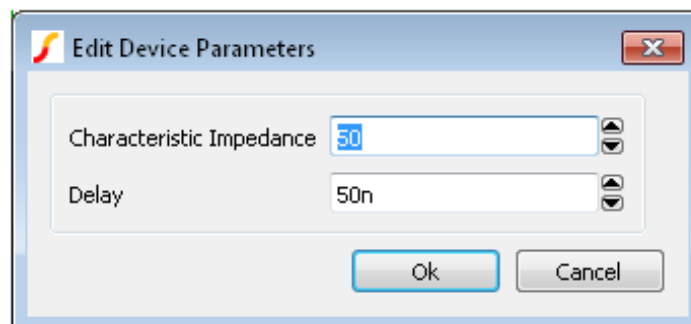 Edit Device Parameters
Characteristic Impedance 50
Delay 50n
Ok Cancel